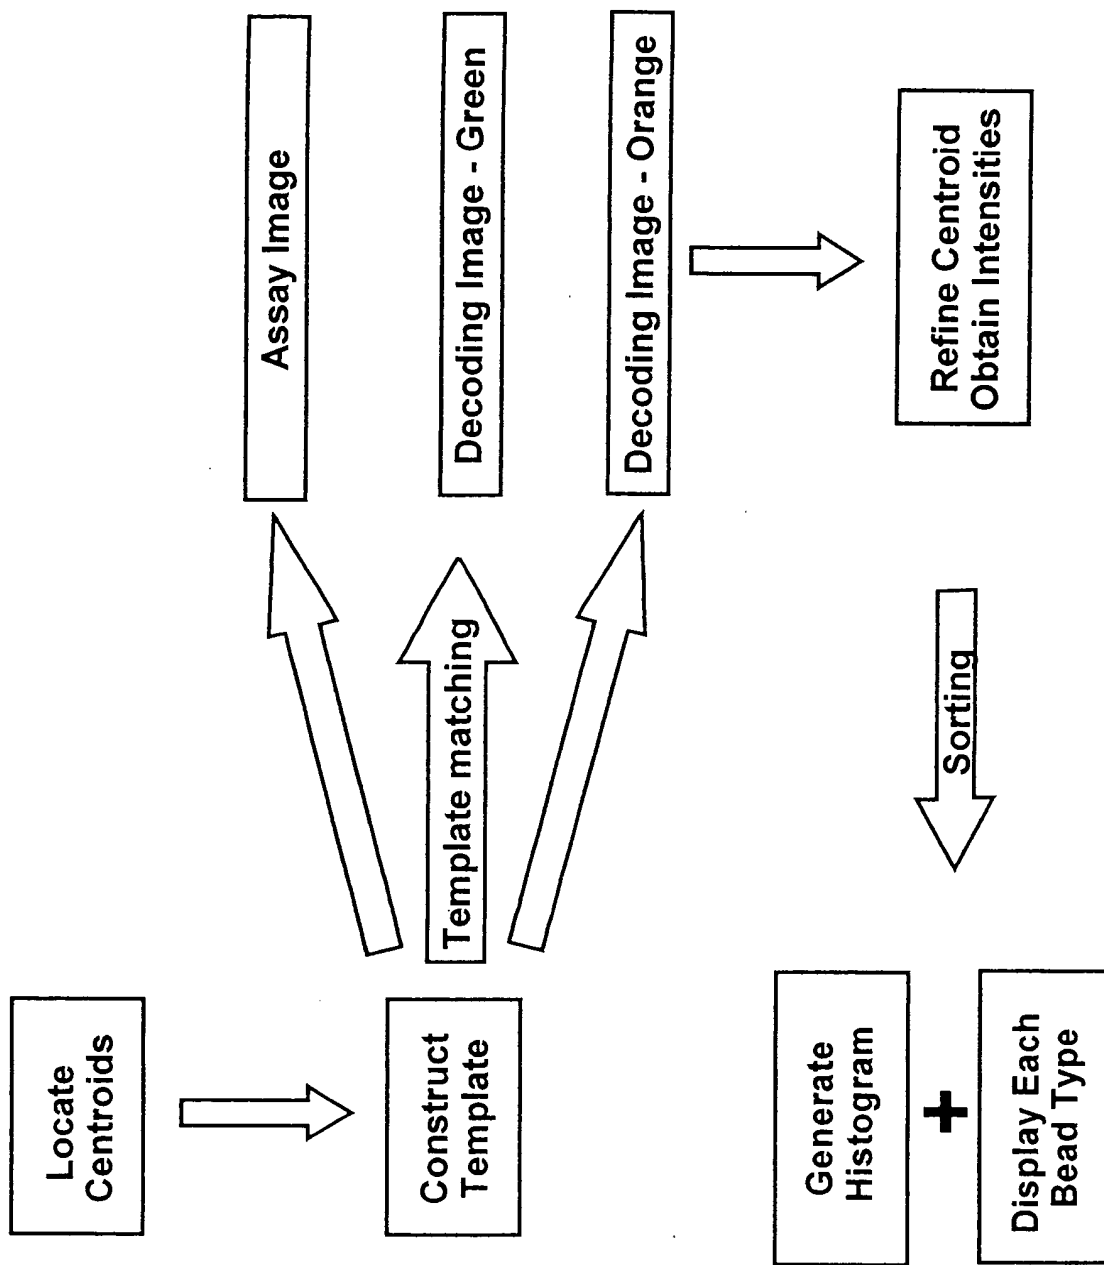 Locate
Centroids
Construct
Template
Template matching
Assay Image
Decoding Image - Green
Decoding Image - Orange
Refine Centroid
Obtain Intensities
Sorting
Generate
Histogram
+
Display Each
Bead Type